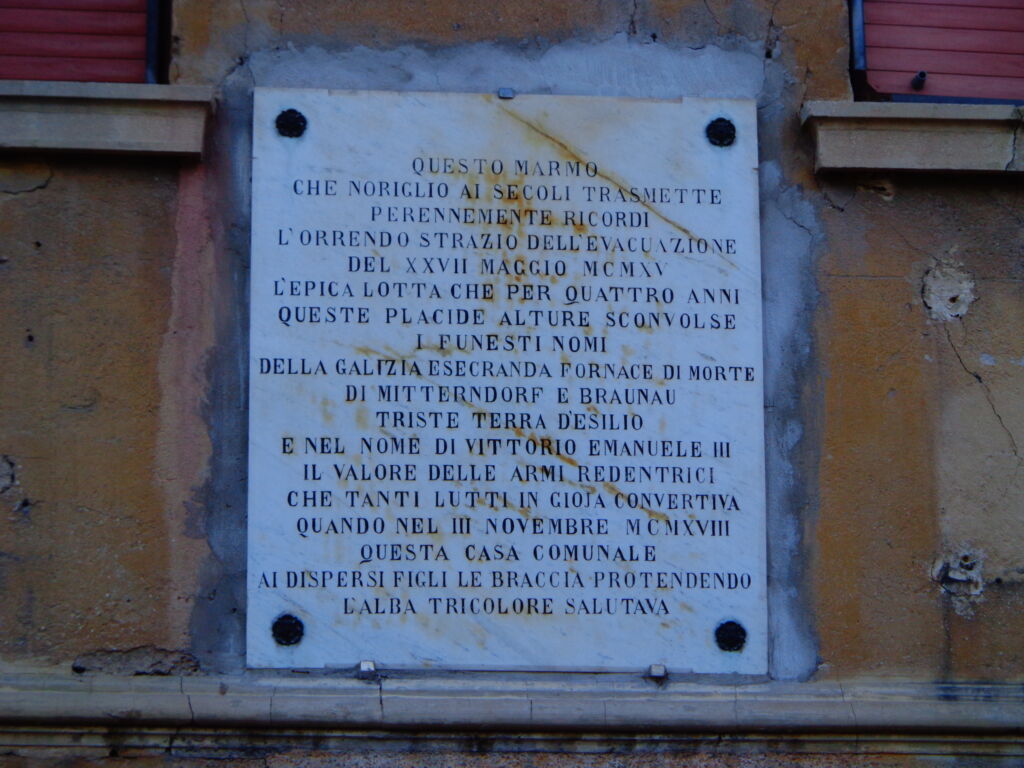 QUESTO MARMO
CHE NORIGLIO AI SECOLI TRASMETTE
PERENNEMENTE RICORDI
L'ORRENDO STRAZIO DELL'EVACUAZIONE
DEL XXVII MAGGIO MCMXV
L'EPICA LOTTA CHE PER QUATTRO ANNI
QUESTE PLACIDE ALTURE SCONVOLSE
I FUNESTI NOMI
DELLA GALIZIA ESECRANDA FORNACE DI MORTE
DI MITTERNDORF E BRAUNAU
TRISTE TERRA D'ESILIO
E NEL NOME DI VITTORIO EMANUELE III
IL VALORE DELLE ARMI REDENTRICI
CHE TANTI LUTTI IN GIOJA CONVERTIVA
QUANDO NEL III NOVEMBRE MCMXVIII
QUESTA CASA COMUNALE
AI DISPERSI FIGLI LE BRACCIA PROTENDENDO
L'ALBA TRICOLORE SALUTAVA